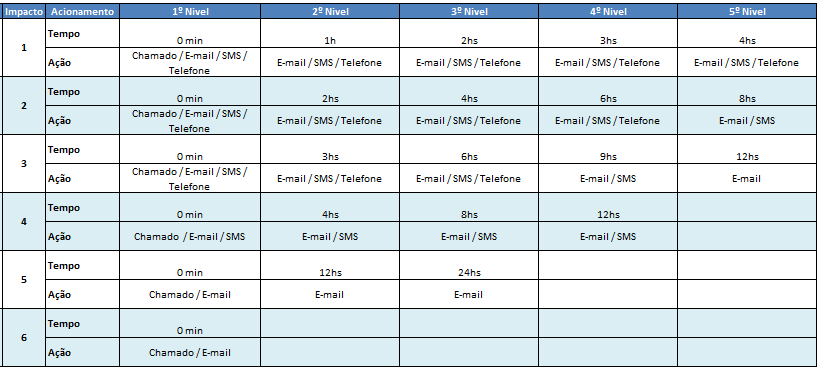 Impacto Acionamento 1º Nivel 2º Nivel 3º Nivel 4º Nivel 5º Nivel
1
Tempo 0 min 1h 2hs 3hs 4hs
Ação Chamado / E-mail / SMS / Telefone E-mail / SMS / Telefone E-mail / SMS / Telefone E-mail / SMS / Telefone E-mail / SMS / Telefone
2
Tempo 0 min 2hs 4hs 6hs 8hs
Ação Chamado / E-mail / SMS / Telefone E-mail / SMS / Telefone E-mail / SMS / Telefone E-mail / SMS / Telefone E-mail / SMS
3
Tempo 0 min 3hs 6hs 9hs 12hs
Ação Chamado / E-mail / SMS / Telefone E-mail / SMS / Telefone E-mail / SMS / Telefone E-mail / SMS E-mail
4
Tempo 0 min 4hs 8hs 12hs
Ação Chamado / E-mail / SMS E-mail / SMS E-mail / SMS E-mail / SMS
5
Tempo 0 min 12hs 24hs
Ação Chamado / E-mail E-mail E-mail
6
Tempo 0 min
Ação Chamado / E-mail